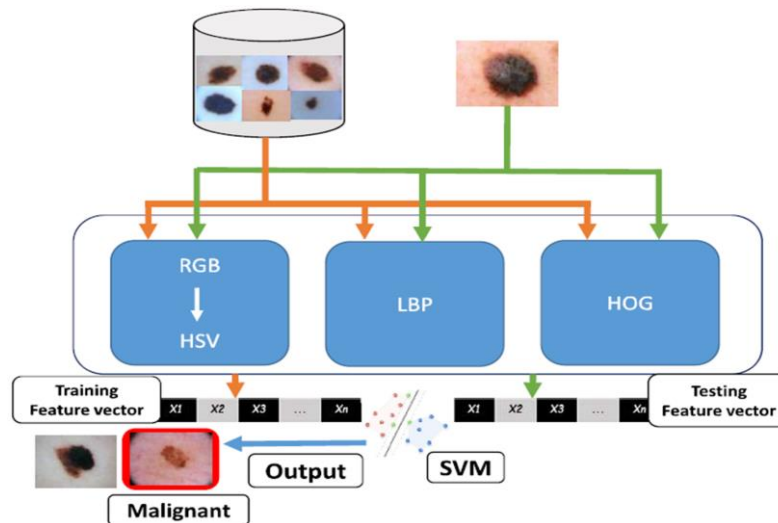 RGB
HSV
LBP
HOG
Training
Feature vector
X1 X2 X3 ... Xn
X1 X2 X3 ... Xn
Testing
Feature vector
Output
SVM
Malignant